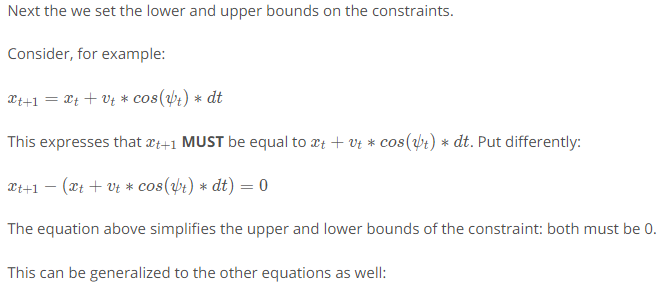 Next the we set the lower and upper bounds on the constraints.
Consider, for example:
x_{t+1} = x_t + v_t * cos(ψ_t) * dt
This expresses that x_{t+1} MUST be equal to x_t + v_t * cos(ψ_t) * dt. Put differently:
x_{t+1} − (x_t + v_t * cos(ψ_t) * dt) = 0
The equation above simplifies the upper and lower bounds of the constraint: both must be 0.
This can be generalized to the other equations as well: